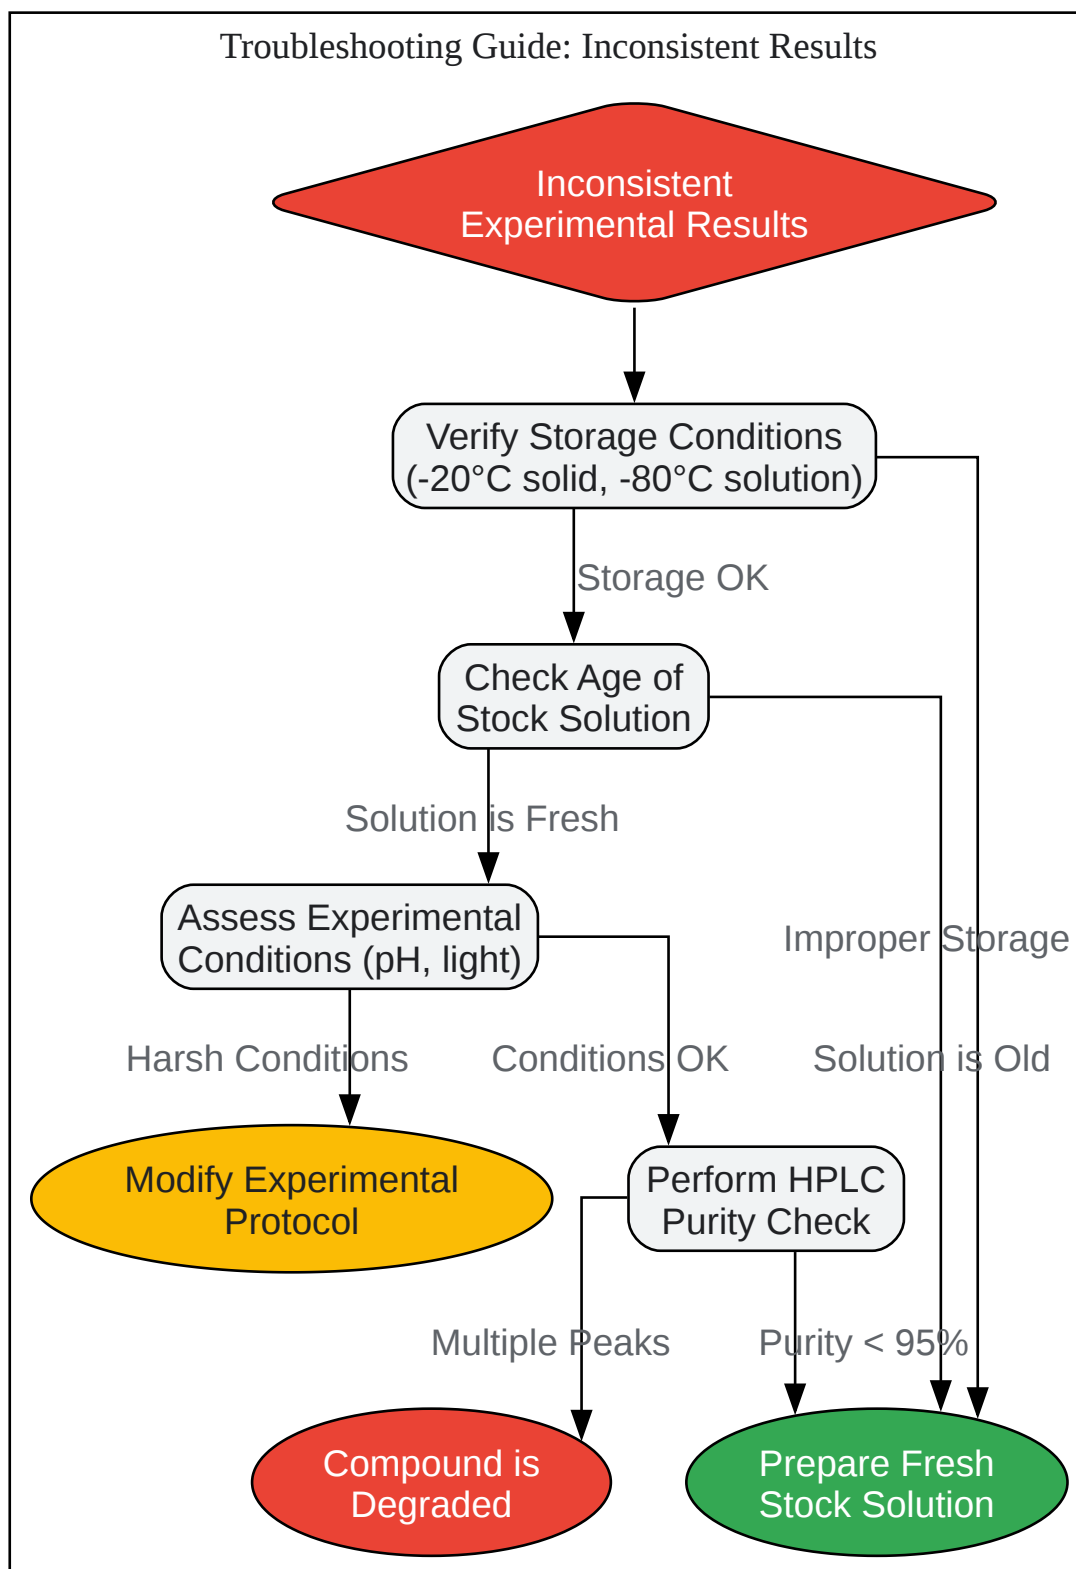 Troubleshooting Guide: Inconsistent Results
Inconsistent
Experimental Results
Verify Storage Conditions
(-20°C solid, -80°C solution)
Storage OK
Check Age of
Stock Solution
Solution is Fresh
Assess Experimental
Conditions (pH, light)
Improper Storage
Harsh Conditions
Conditions OK
Solution is Old
Modify Experimental
Protocol
Perform HPLC
Purity Check
Multiple Peaks
Purity < 95%
Compound is
Degraded
Prepare Fresh
Stock Solution